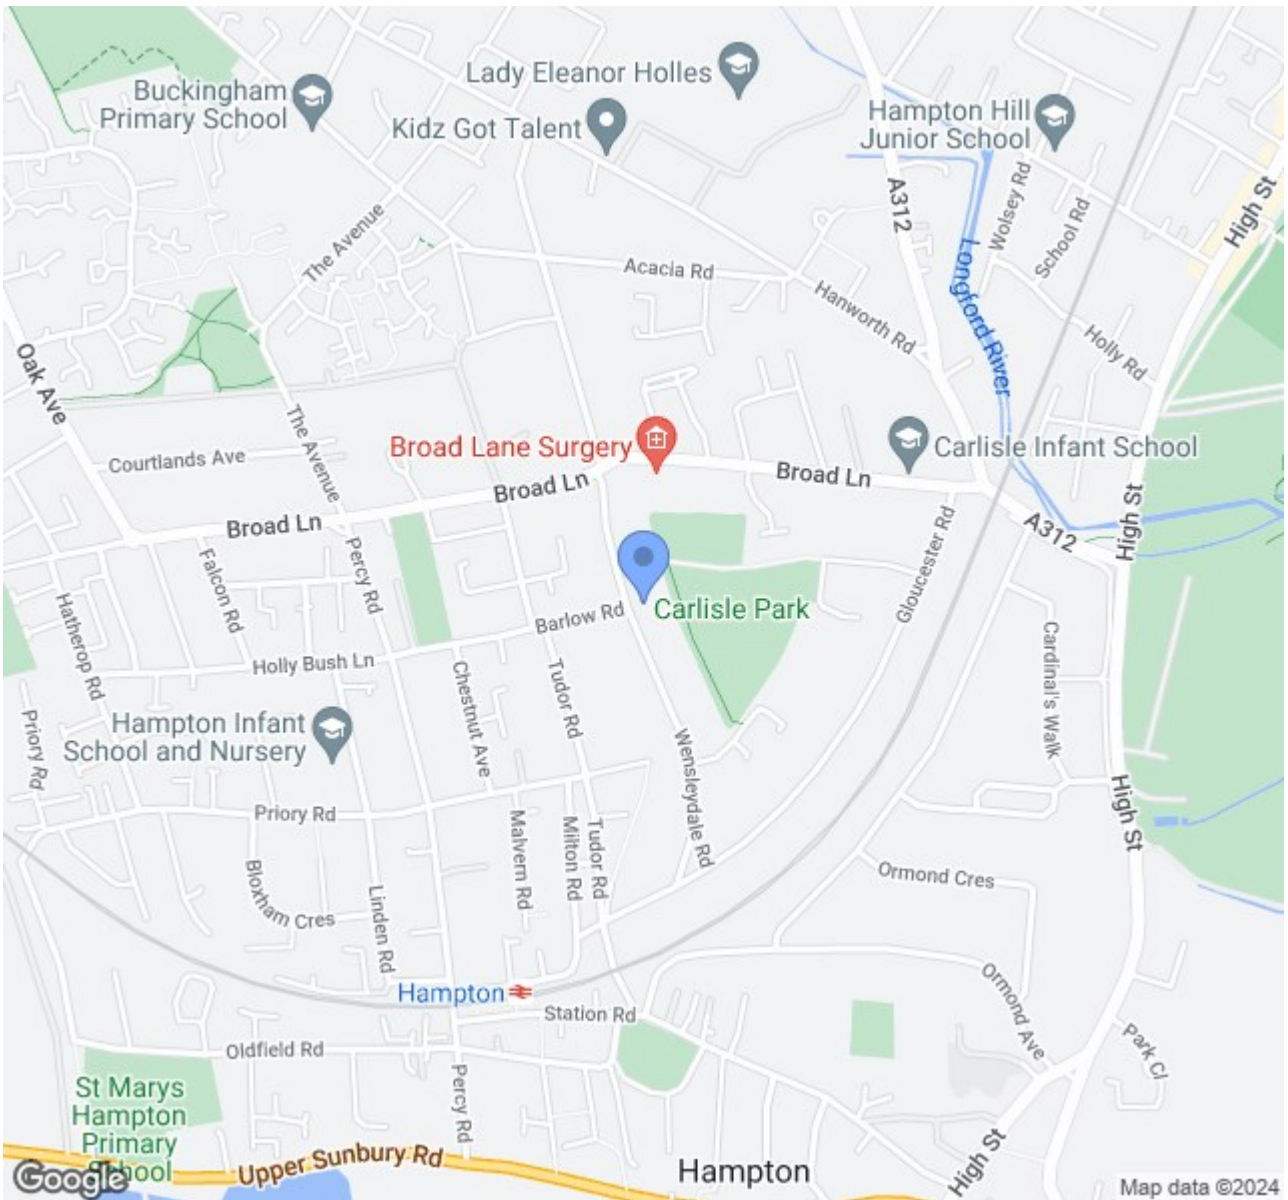 Lady Eleanor Holles
Buckingham
Primary School
Kidz Got Talent
Hampton Hill
Junior School
A312
Wolsey Rd
School Rd
High St
The Avenue
Acacia Rd
Longford River
Hanworth Rd
Holly Rd
Oak Ave
The Avenue
Courtlands Ave
Broad Lane Surgery
Carlisle Infant School
Broad Ln
Broad Ln
Broad Ln
A312
High St
Gloucester Rd
Percy Rd
Falcon Rd
Hatherop Rd
Barlow Rd
Carlisle Park
Holly Bush Ln
Cardinal's Walk
Chestnut Ave
Tudor Rd
Priory Rd
Hampton Infant
School and Nursery
Wensleydale Rd
High St
Priory Rd
Malvern Rd
Milton Rd
Tudor Rd
Bloxham Cres
Linden Rd
Ormond Cres
Hampton
Station Rd
Ormond Ave
Oldfield Rd
Park Cl
Percy Rd
St Marys
Hampton
Primary
School
Upper Sunbury Rd
Hampton
High St
Google
Map data ©2024